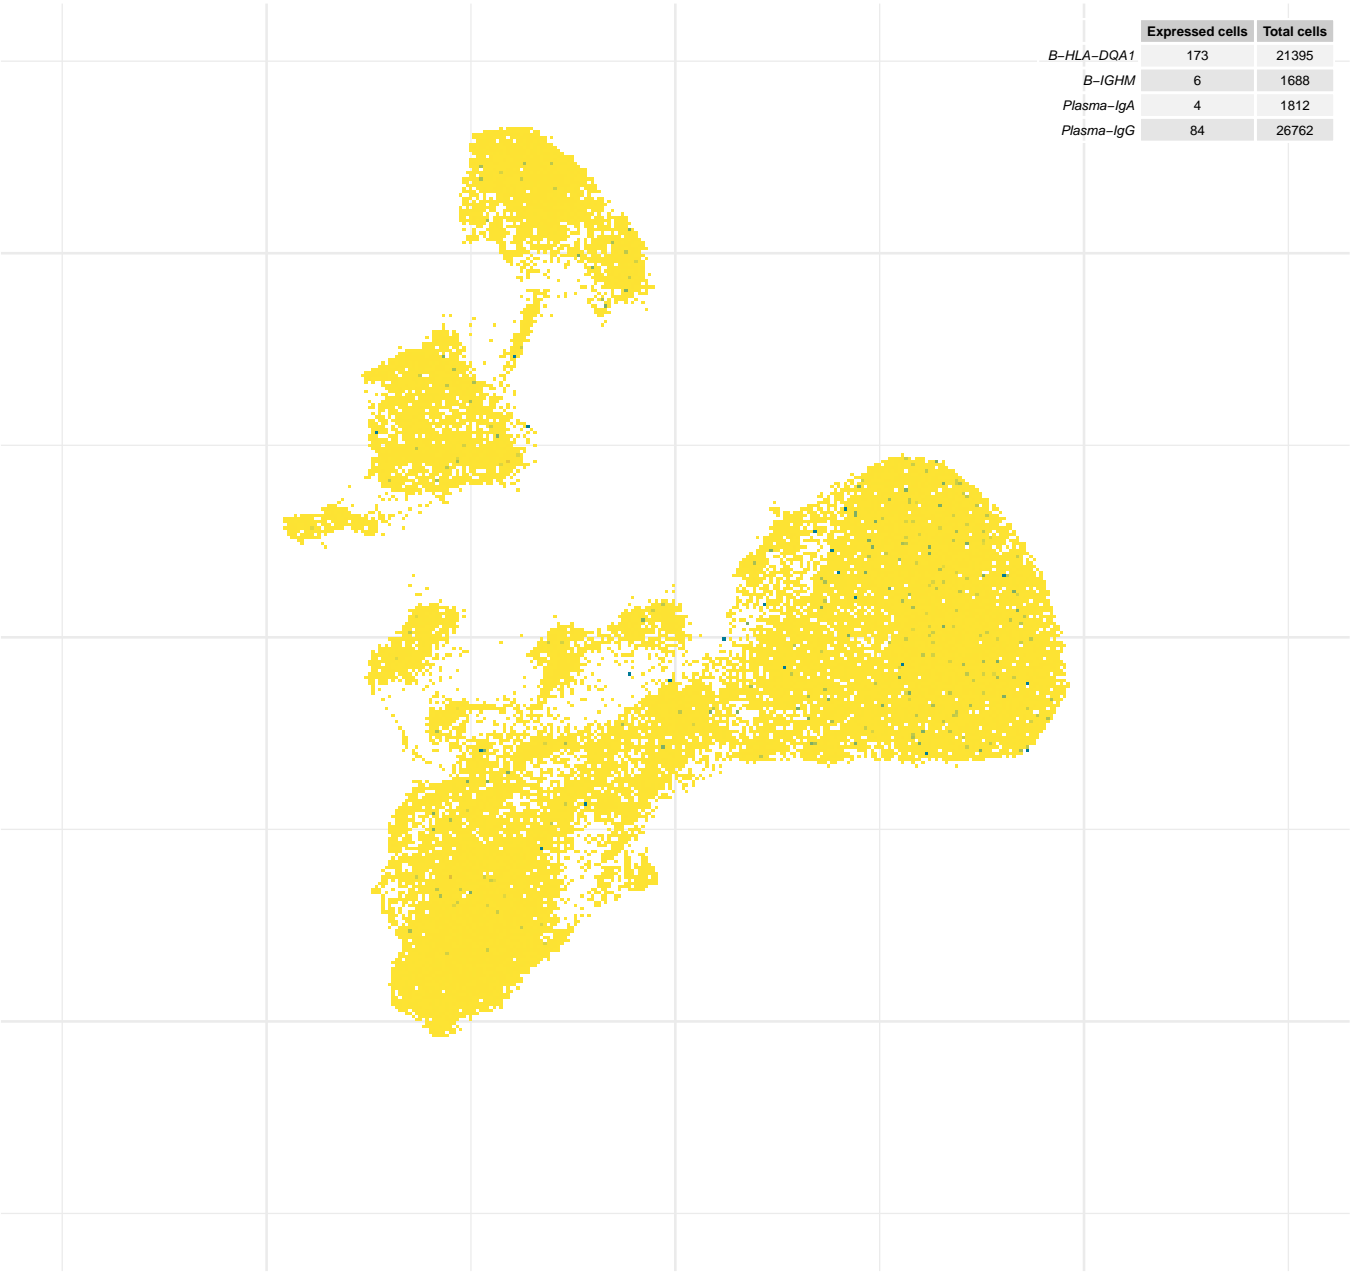 Expressed cells Total cells
B−HLA−DQA1 173 21395
B−IGHM 6 1688
Plasma−IgA 4 1812
Plasma−IgG 84 26762